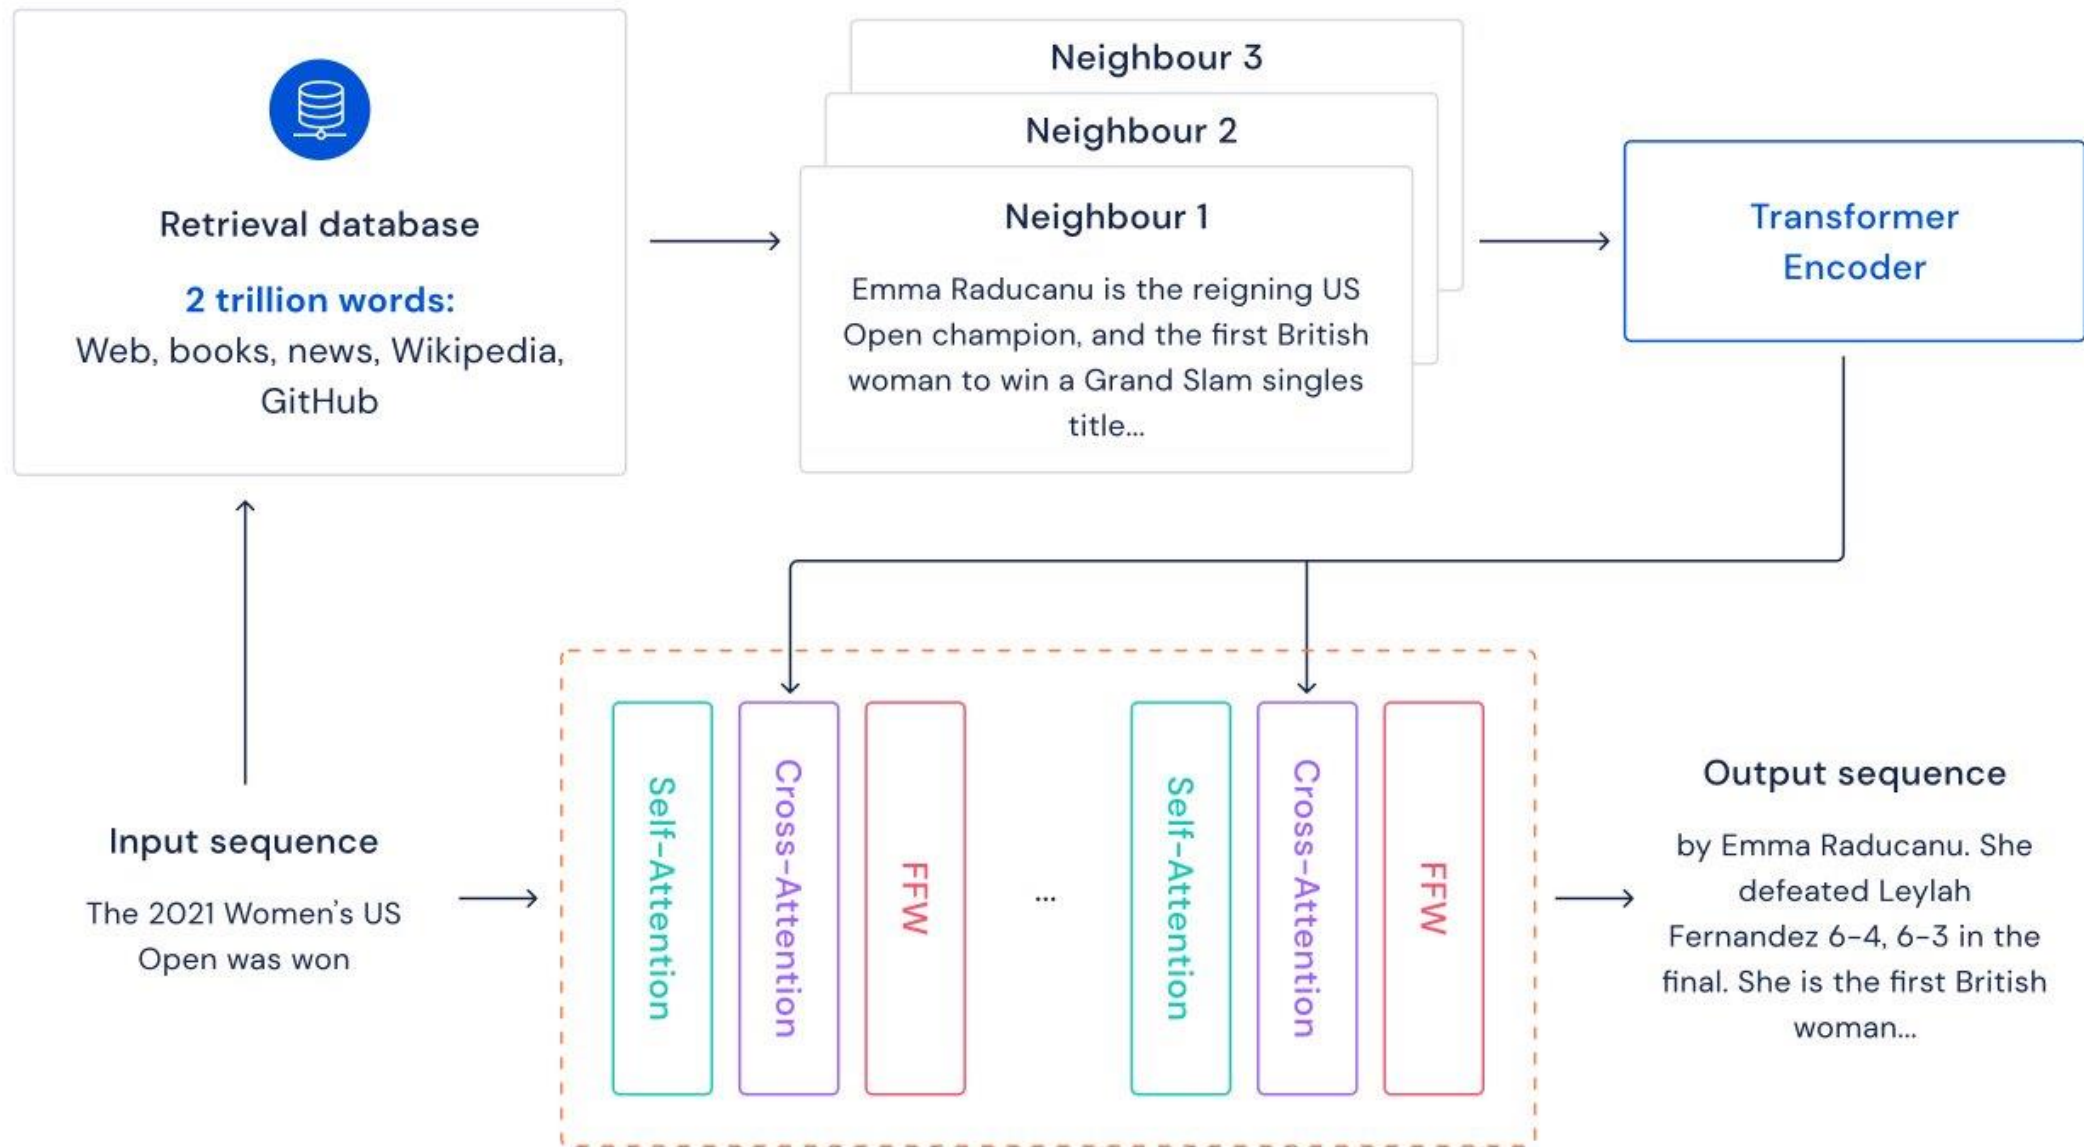 Retrieval database
2 trillion words:
Web, books, news, Wikipedia,
GitHub
Neighbour 3
Neighbour 2
Neighbour 1
Emma Raducanu is the reigning US
Open champion, and the first British
woman to win a Grand Slam singles
title...
Transformer
Encoder
Input sequence
The 2021 Women's US
Open was won
Self-Attention
Cross-Attention
FFW
...
Self-Attention
Cross-Attention
FFW
Output sequence
by Emma Raducanu. She
defeated Leylah
Fernandez 6-4, 6-3 in the
final. She is the first British
woman...